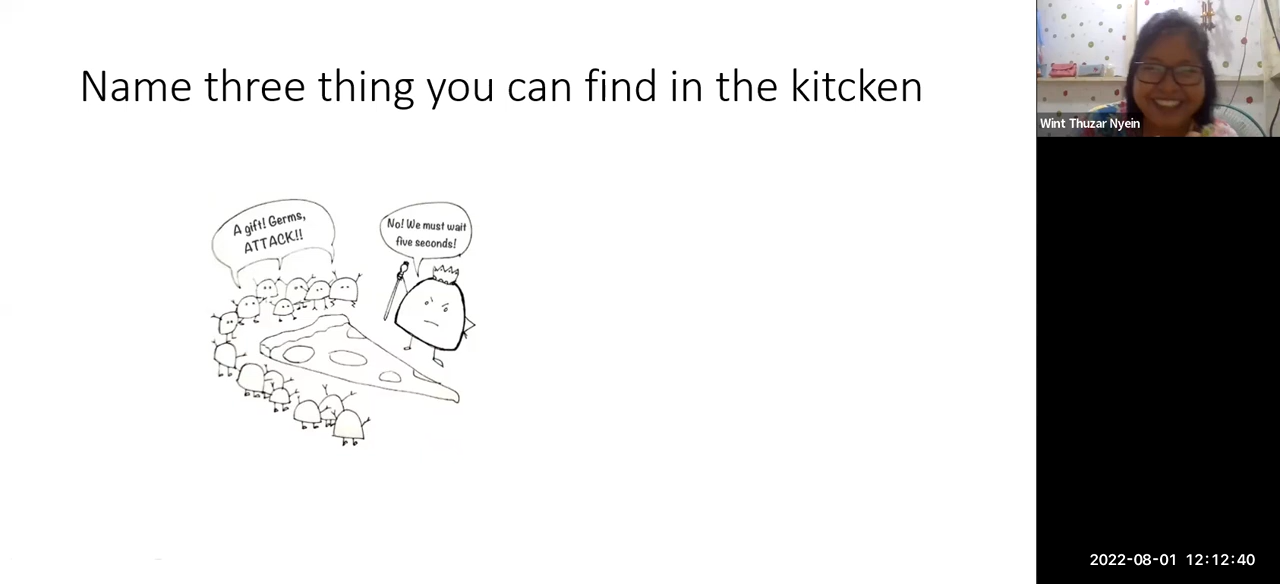 Name three thing you can find in the kitcken
Wint Thuzar Nyein
A gift! Germs,
ATTACK!!
No! We must wait
five seconds!
2022-08-01 12:12:40